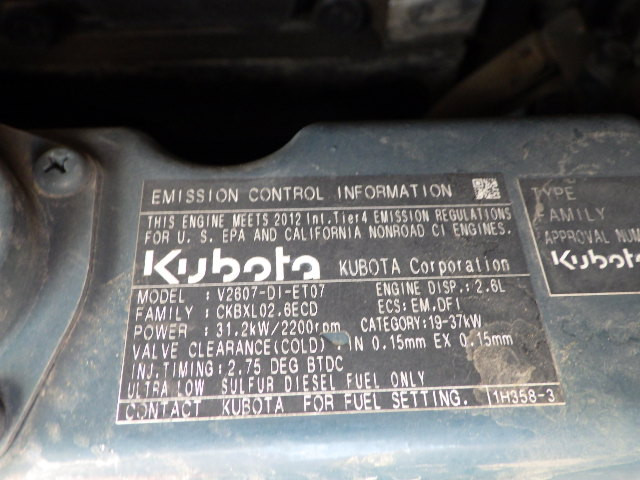 EMISSION CONTROL INFORMATION
THIS ENGINE MEETS 2012 Int.Tier4 EMISSION REGULATIONS
FOR U. S. EPA AND CALIFORNIA NONROAD CI ENGINES.
Kubota KUBOTA Corporation
MODEL : V2607-DI-ET07 ENGINE DISP.: 2.6L
FAMILY : CKBXL02.6ECD ECS: EM,DFI
POWER : 31.2kW/2200rpm CATEGORY:19-37kW
VALVE CLEARANCE(COLD) : IN 0.15mm EX 0.15mm
INJ.TIMING: 2.75 DEG BTDC
ULTRA LOW SULFUR DIESEL FUEL ONLY
CONTACT KUBOTA FOR FUEL SETTING. 1H358-3
TYPE
FAMILY
APPROVAL
Kubota